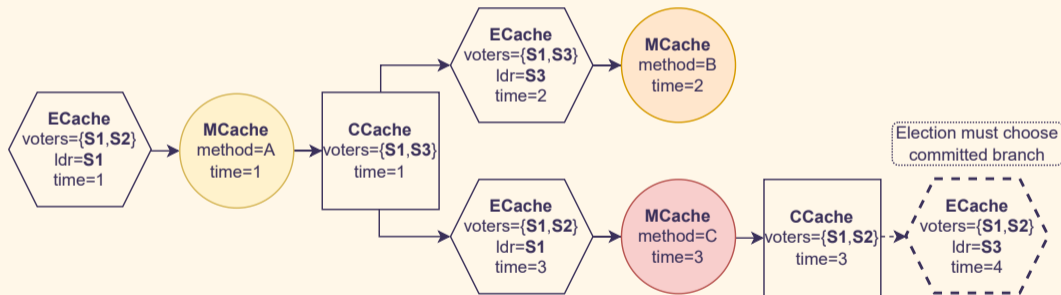 ECache
voters={S1,S2}
ldr=S1
time=1
MCache
method=A
time=1
CCache
voters={S1,S3}
time=1
ECache
voters={S1,S3}
ldr=S3
time=2
MCache
method=B
time=2
ECache
voters={S1,S2}
ldr=S1
time=3
MCache
method=C
time=3
CCache
voters={S1,S2}
time=3
Election must choose
committed branch
ECache
voters={S1,S2}
ldr=S3
time=4